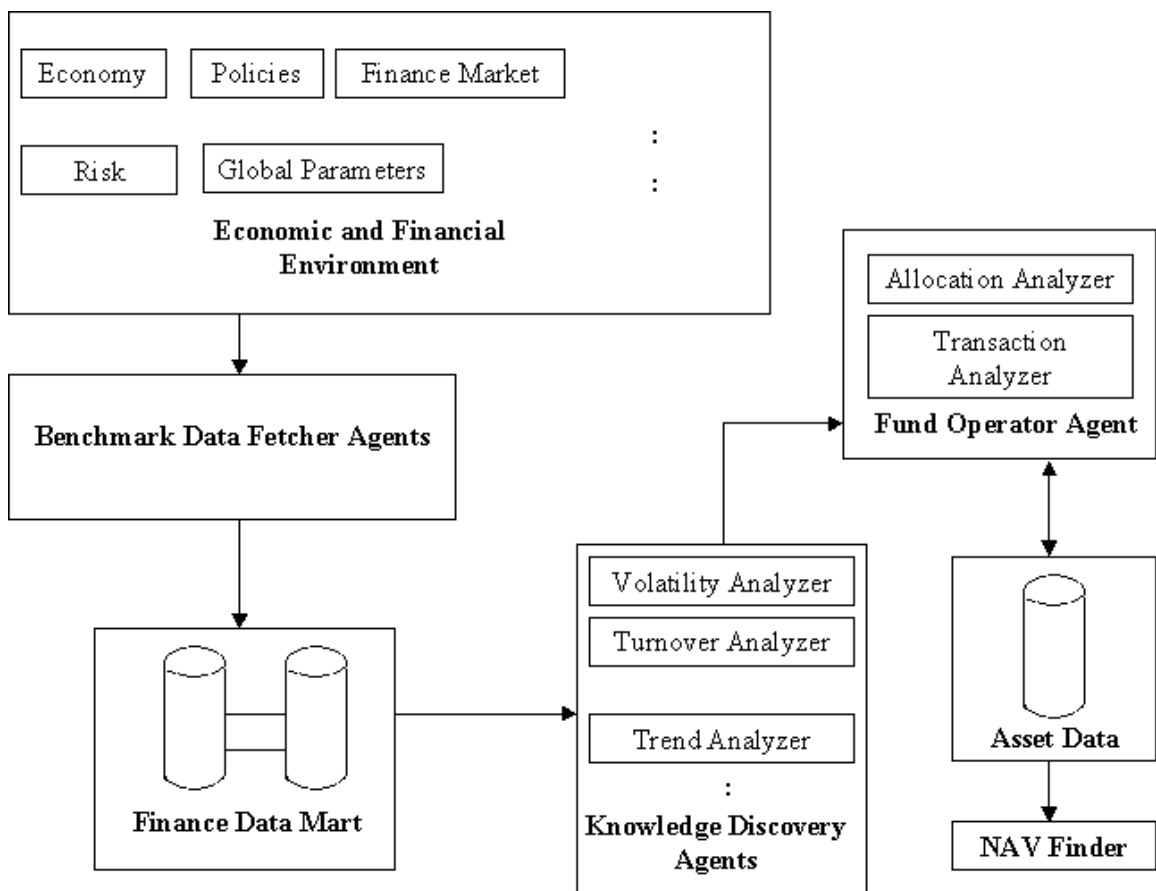 Economy
Policies
Finance Market
:
Risk
Global Parameters
:
Economic and Financial
Environment
Benchmark Data Fetcher Agents
Finance Data Mart
Volatility Analyzer
Turnover Analyzer
Trend Analyzer
:
Knowledge Discovery
Agents
Allocation Analyzer
Transaction
Analyzer
Fund Operator Agent
Asset Data
NAV Finder